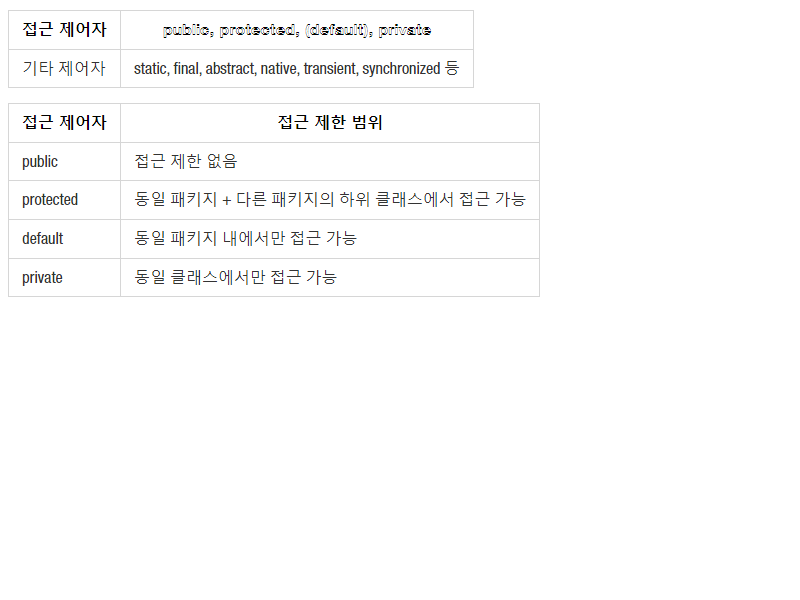 접근 제어자 public, protected, (default), private
기타 제어자 static, final, abstract, native, transient, synchronized 등
접근 제어자 접근 제한 범위
public 접근 제한 없음
protected 동일 패키지 + 다른 패키지의 하위 클래스에서 접근 가능
default 동일 패키지 내에서만 접근 가능
private 동일 클래스에서만 접근 가능